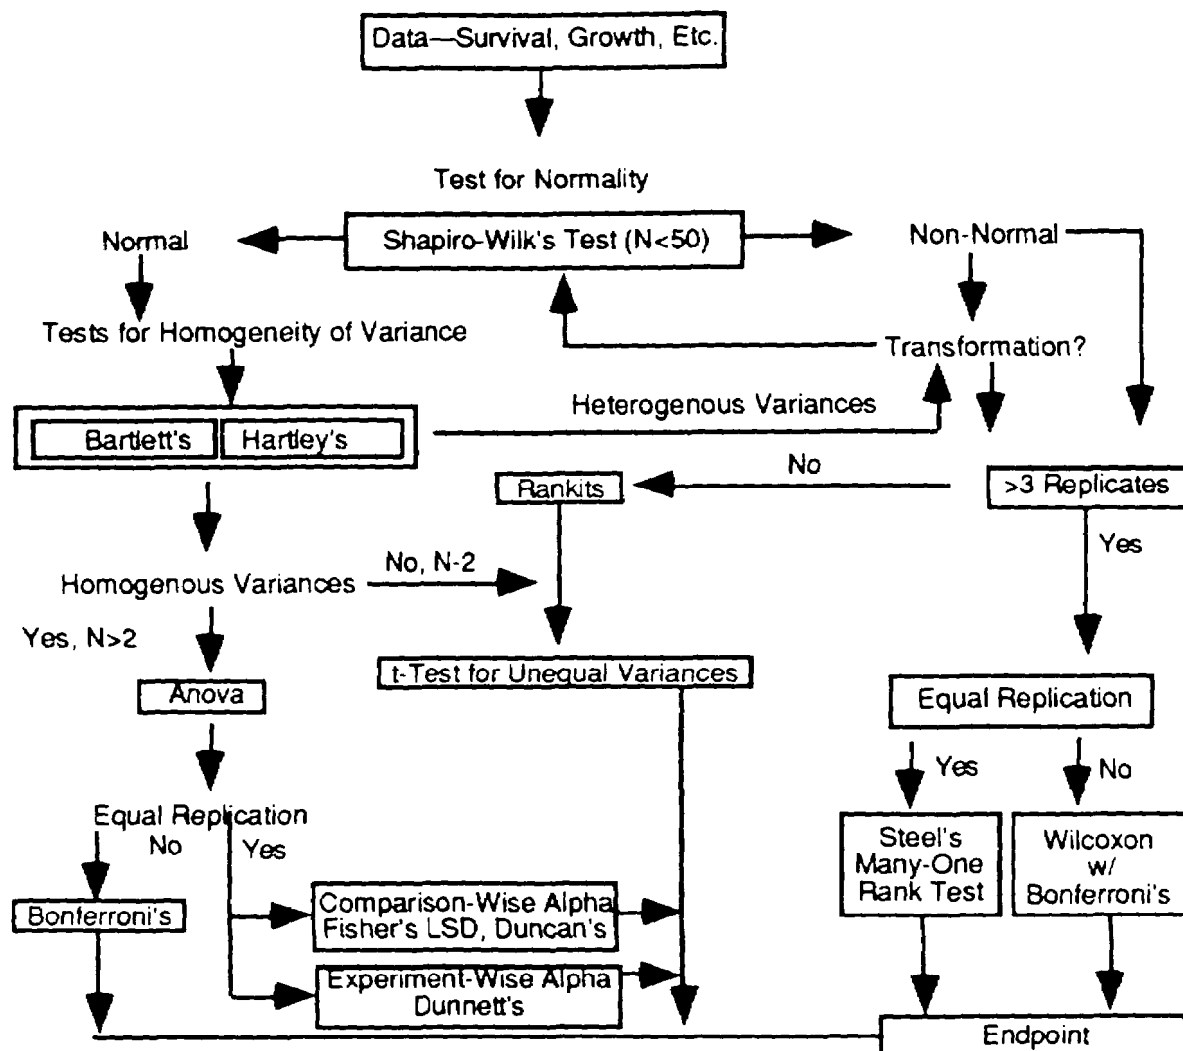 Data—Survival, Growth, Etc.
Test for Normality
Normal
Shapiro-Wilk's Test (N<50)
Non-Normal
Tests for Homogeneity of Variance
Transformation?
Heterogenous Variances
Bartlett's
Hartley's
No
Rankits
>3 Replicates
Yes
No, N-2
Homogenous Variances
Yes, N>2
t-Test for Unequal Variances
Anova
Equal Replication
Yes
No
Equal Replication
No
Yes
Steel's
Many-One
Rank Test
Wilcoxon
w/
Bonferroni's
Bonferroni's
Comparison-Wise Alpha
Fisher's LSD, Duncan's
Experiment-Wise Alpha
Dunnett's
Endpoint